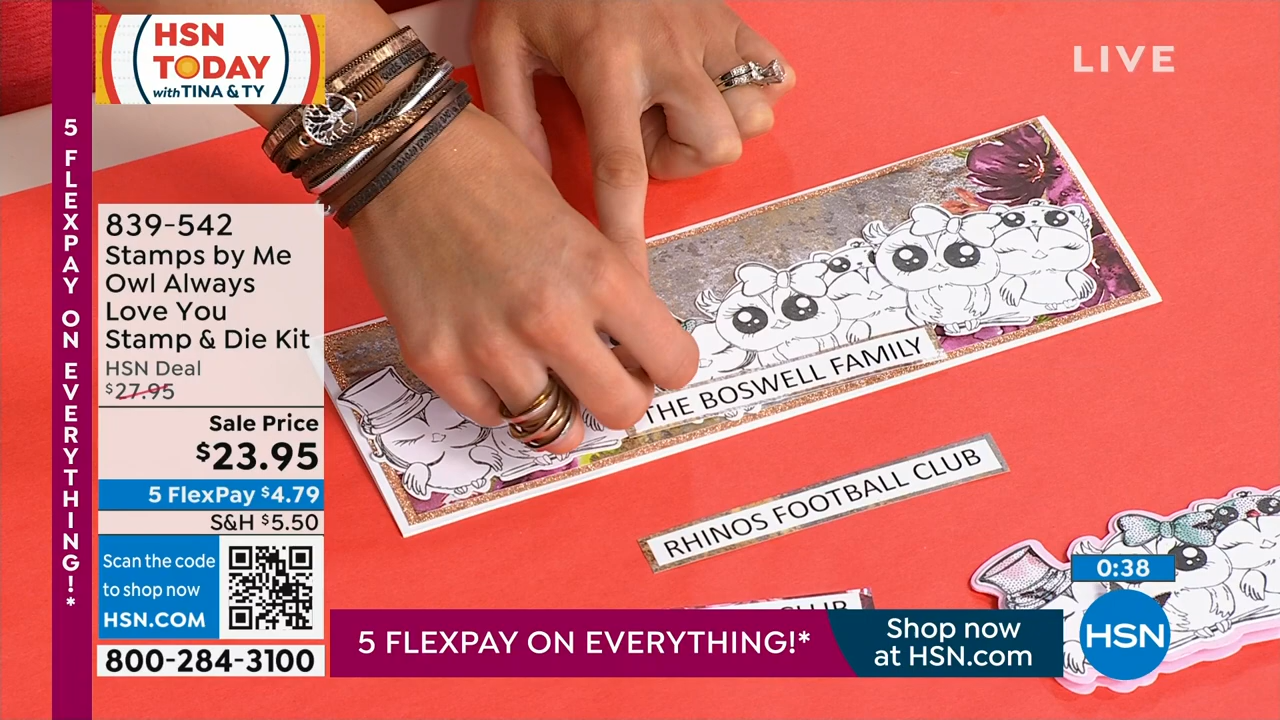 5 FLEXPAY ON EVERYTHING!*
HSN
TODAY
with TINA & TY
LIVE
839-542
Stamps by Me
Owl Always
Love You
Stamp & Die Kit
HSN Deal
$27.95
Sale Price
$23.95
5 FlexPay $4.79
S&H $5.50
Scan the code
to shop now
HSN.COM
800-284-3100
THE BOSWELL FAMILY
RHINOS FOOTBALL CLUB
CLUB
0:38
5 FLEXPAY ON EVERYTHING!*
Shop now
at HSN.com
HSN